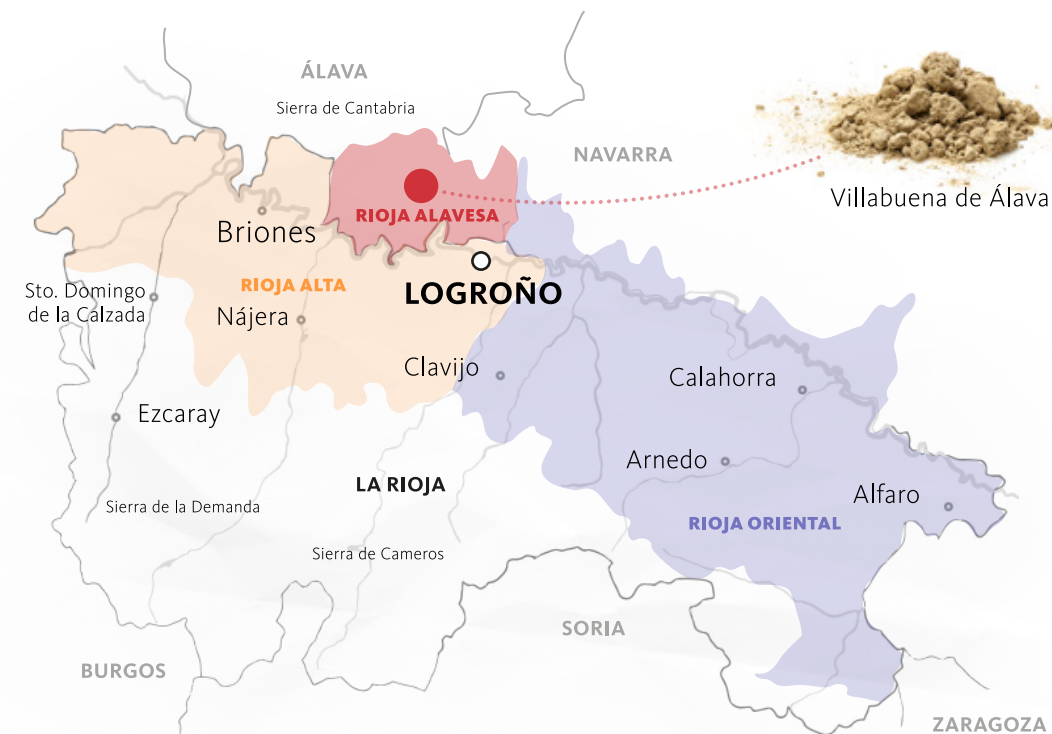 ÁLAVA
Sierra de Cantabria
NAVARRA
Villabuena de Álava
RIOJA ALAVESA
Briones
RIOJA ALTA
LOGROÑO
Sto. Domingo
de la Calzada
Nájera
Clavijo
Calahorra
Ezcaray
Arnedo
LA RIOJA
Alfaro
Sierra de la Demanda
RIOJA ORIENTAL
Sierra de Cameros
SORIA
BURGOS
ZARAGOZA